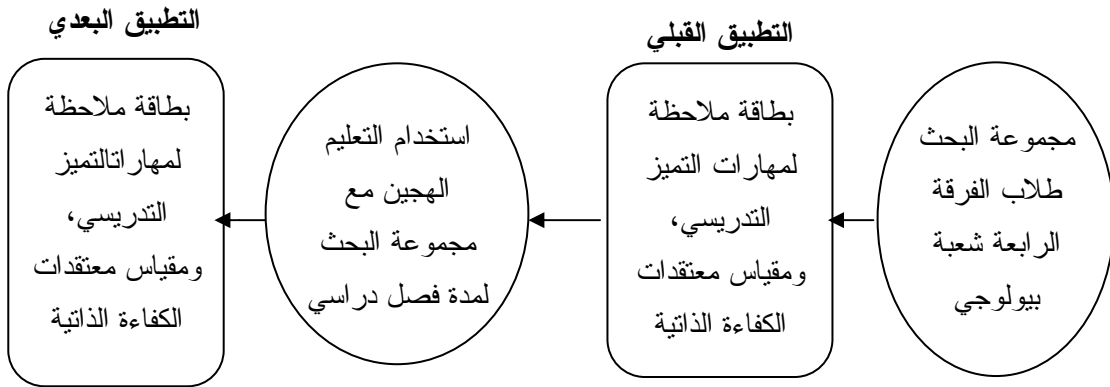 مجموعة البحث
طلاب الفرقة
الرابعة شعبة
بيولوجي
التطبيق القبلي
بطاقة ملاحظة
لمهارات التميز
التدريسي،
ومقياس معتقدات
الكفاءة الذاتية
استخدام التعليم
الهجين مع
مجموعة البحث
لمدة فصل دراسي
التطبيق البعدي
بطاقة ملاحظة
لمهاراتالتميز
التدريسي،
ومقياس معتقدات
الكفاءة الذاتية